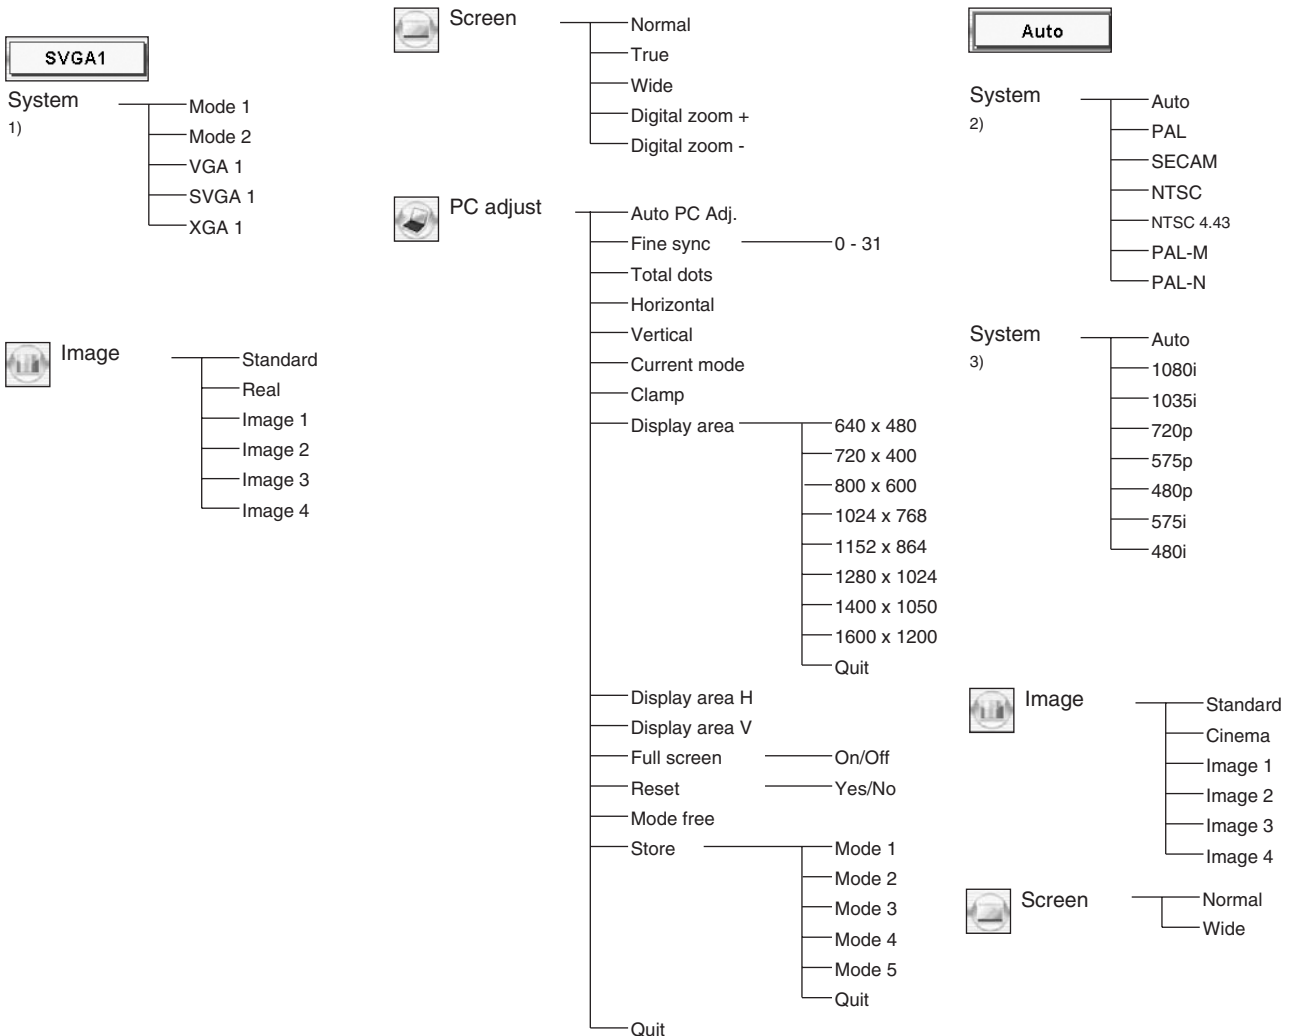 SVGA1
System
1)
Mode 1
Mode 2
VGA 1
SVGA 1
XGA 1
Image
Standard
Real
Image 1
Image 2
Image 3
Image 4
Screen
Normal
True
Wide
Digital zoom +
Digital zoom -
PC adjust
Auto PC Adj.
Fine sync
0 - 31
Total dots
Horizontal
Vertical
Current mode
Clamp
Display area
640 x 480
720 x 400
800 x 600
1024 x 768
1152 x 864
1280 x 1024
1400 x 1050
1600 x 1200
Quit
Display area H
Display area V
Full screen
On/Off
Reset
Yes/No
Mode free
Store
Mode 1
Mode 2
Mode 3
Mode 4
Mode 5
Quit
Quit
Auto
System
2)
Auto
PAL
SECAM
NTSC
NTSC 4.43
PAL-M
PAL-N
System
3)
Auto
1080i
1035i
720p
575p
480p
575i
480i
Image
Standard
Cinema
Image 1
Image 2
Image 3
Image 4
Screen
Normal
Wide